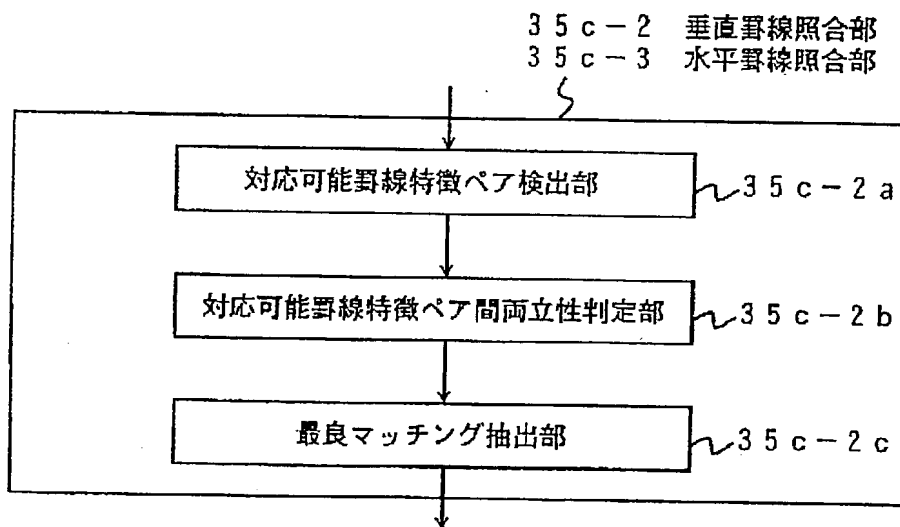 35c-2 垂直罫線照合部
35c-3 水平罫線照合部
対応可能罫線特徴ペア検出部
35c-2a
対応可能罫線特徴ペア間両立性判定部
35c-2b
最良マッチング抽出部
35c-2c